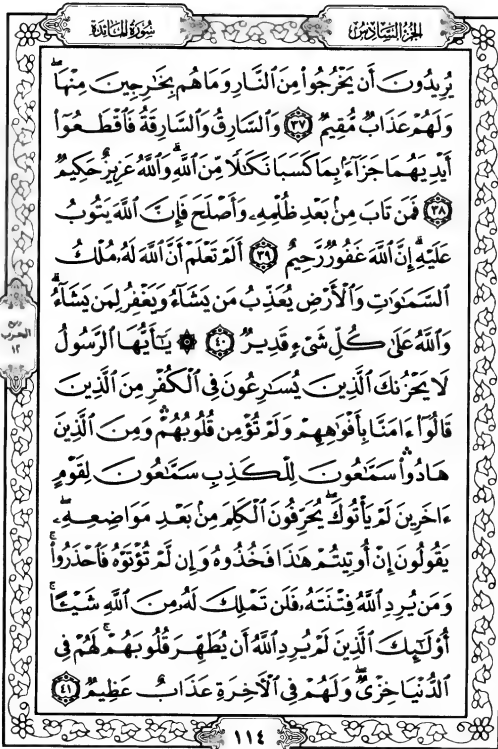 الجزء السادس
سورة المائدة
يُرِيدُونَ أَن يَخْرُجُوا۟ مِنَ ٱلنَّارِ وَمَا هُم بِخَٰرِجِينَ مِنْهَا ۖ
وَلَهُمْ عَذَابٌ مُّقِيمٌ ٣٧ وَٱلسَّارِقُ وَٱلسَّارِقَةُ فَٱقْطَعُوٓا۟
أَيْدِيَهُمَا جَزَآءًۢ بِمَا كَسَبَا نَكَٰلًا مِّنَ ٱللَّهِ ۗ وَٱللَّهُ عَزِيزٌ حَكِيمٌ
٣٨ فَمَن تَابَ مِنۢ بَعْدِ ظُلْمِهِۦ وَأَصْلَحَ فَإِنَّ ٱللَّهَ يَتُوبُ
عَلَيْهِ ۗ إِنَّ ٱللَّهَ غَفُورٌ رَّحِيمٌ ٣٩ أَلَمْ تَعْلَمْ أَنَّ ٱللَّهَ لَهُۥ مُلْكُ
ٱلسَّمَٰوَٰتِ وَٱلْأَرْضِ يُعَذِّبُ مَن يَشَآءُ وَيَغْفِرُ لِمَن يَشَآءُ ۗ
وَٱللَّهُ عَلَىٰ كُلِّ شَىْءٍ قَدِيرٌ ٤٠ ۞ يَٰٓأَيُّهَا ٱلرَّسُولُ
لَا يَحْزُنكَ ٱلَّذِينَ يُسَٰرِعُونَ فِى ٱلْكُفْرِ مِنَ ٱلَّذِينَ
قَالُوٓا۟ ءَامَنَّا بِأَفْوَٰهِهِمْ وَلَمْ تُؤْمِن قُلُوبُهُمْ ۛ وَمِنَ ٱلَّذِينَ
هَادُوا۟ ۛ سَمَّٰعُونَ لِلْكَذِبِ سَمَّٰعُونَ لِقَوْمٍ
ءَاخَرِينَ لَمْ يَأْتُوكَ ۖ يُحَرِّفُونَ ٱلْكَلِمَ مِنۢ بَعْدِ مَوَاضِعِهِۦ ۖ
يَقُولُونَ إِنْ أُوتِيتُمْ هَٰذَا فَخُذُوهُ وَإِن لَّمْ تُؤْتَوْهُ فَٱحْذَرُوا۟ ۚ
وَمَن يُرِدِ ٱللَّهُ فِتْنَتَهُۥ فَلَن تَمْلِكَ لَهُۥ مِنَ ٱللَّهِ شَيْـًٔا ۚ
أُو۟لَٰٓئِكَ ٱلَّذِينَ لَمْ يُرِدِ ٱللَّهُ أَن يُطَهِّرَ قُلُوبَهُمْ ۚ لَهُمْ فِى
ٱلدُّنْيَا خِزْىٌ ۖ وَلَهُمْ فِى ٱلْءَاخِرَةِ عَذَابٌ عَظِيمٌ ٤١
ربع
الحزب
١٢
١١٤